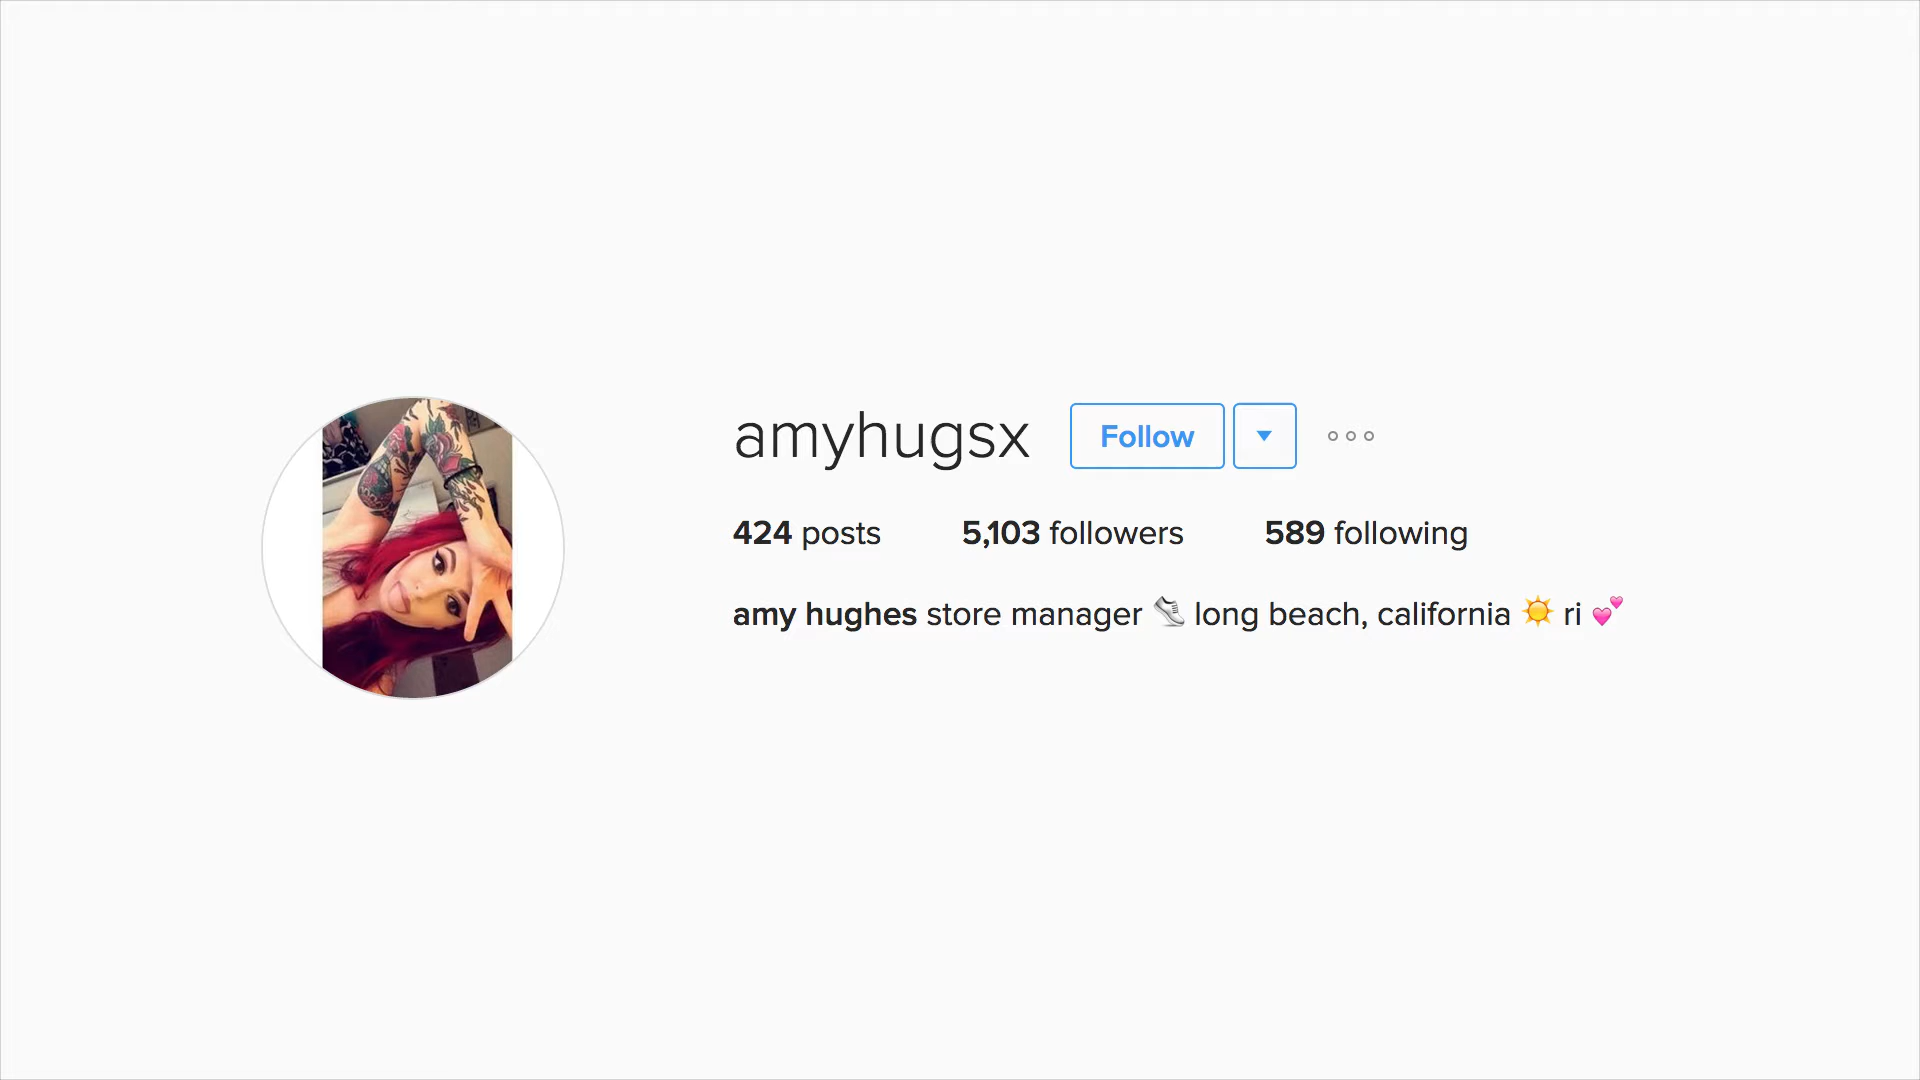 amyhugsx Follow
424 posts 5,103 followers 589 following
amy hughes store manager 👟 long beach, california ☀️ ri 💕